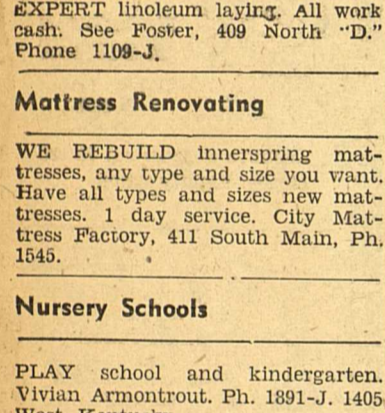 EXPERT linoleum laying. All work
cash. See Foster, 409 North "D."
Phone 1109-J.
Mattress Renovating
WE REBUILD innerspring mat-
tresses, any type and size you want.
Have all types and sizes new mat-
tresses. 1 day service. City Mat-
tress Factory, 411 South Main, Ph.
1545.
Nursery Schools
PLAY school and kindergarten.
Vivian Armontrout. Ph. 1891-J. 1405
West Kentucky